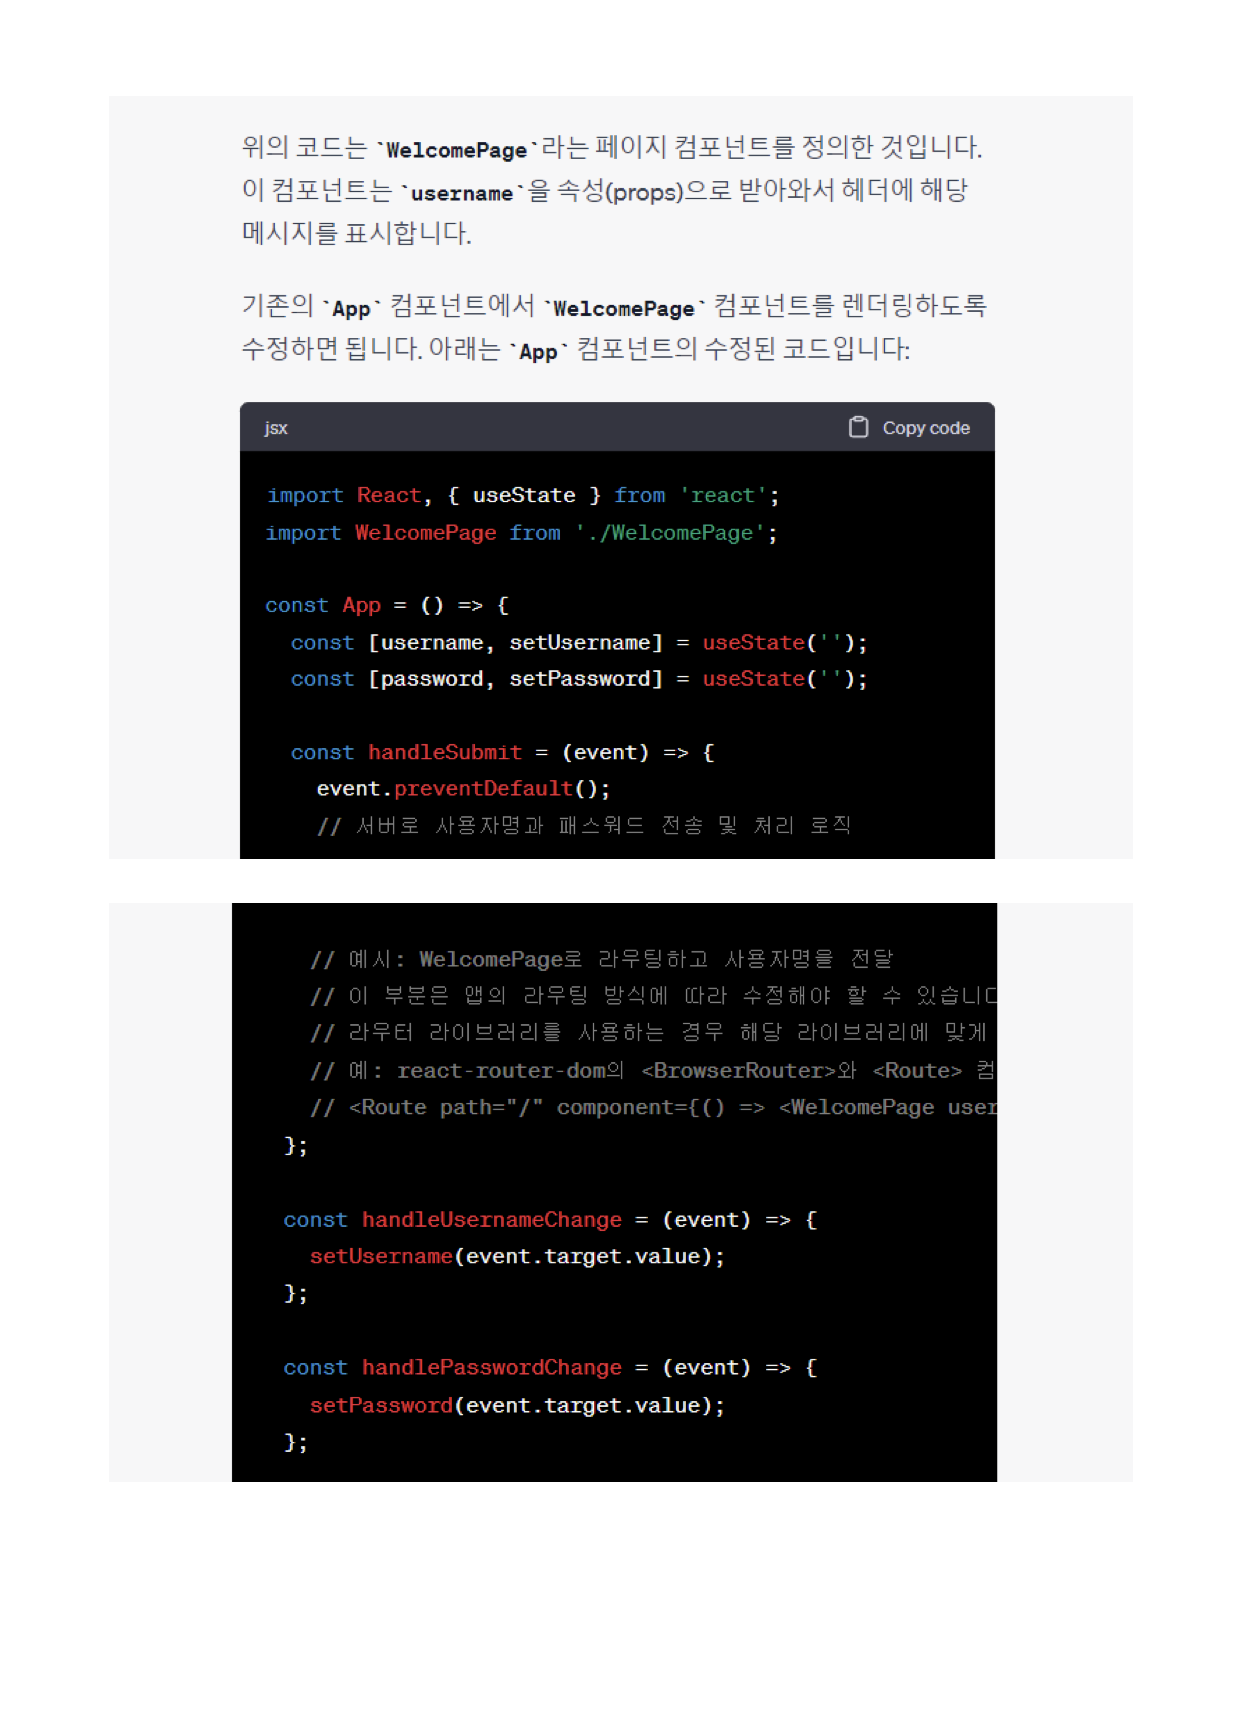 위의 코드는 `WelcomePage`라는 페이지 컴포넌트를 정의한 것입니다.
이 컴포넌트는 `username`을 속성(props)으로 받아와서 헤더에 해당
메시지를 표시합니다.
기존의 `App` 컴포넌트에서 `WelcomePage` 컴포넌트를 렌더링하도록
수정하면 됩니다. 아래는 `App` 컴포넌트의 수정된 코드입니다:
jsx Copy code
import React, { useState } from 'react';
import WelcomePage from './WelcomePage';
const App = () => {
const [username, setUsername] = useState('');
const [password, setPassword] = useState('');
const handleSubmit = (event) => {
event.preventDefault();
// 서버로 사용자명과 패스워드 전송 및 처리 로직
// 예시: WelcomePage로 라우팅하고 사용자명을 전달
// 이 부분은 앱의 라우팅 방식에 따라 수정해야 할 수 있습니
// 라우터 라이브러리를 사용하는 경우 해당 라이브러리에 맞게
// 예: react-router-dom의 <BrowserRouter>와 <Route> 컴
// <Route path="/" component={() => <WelcomePage user
};
const handleUsernameChange = (event) => {
setUsername(event.target.value);
};
const handlePasswordChange = (event) => {
setPassword(event.target.value);
};